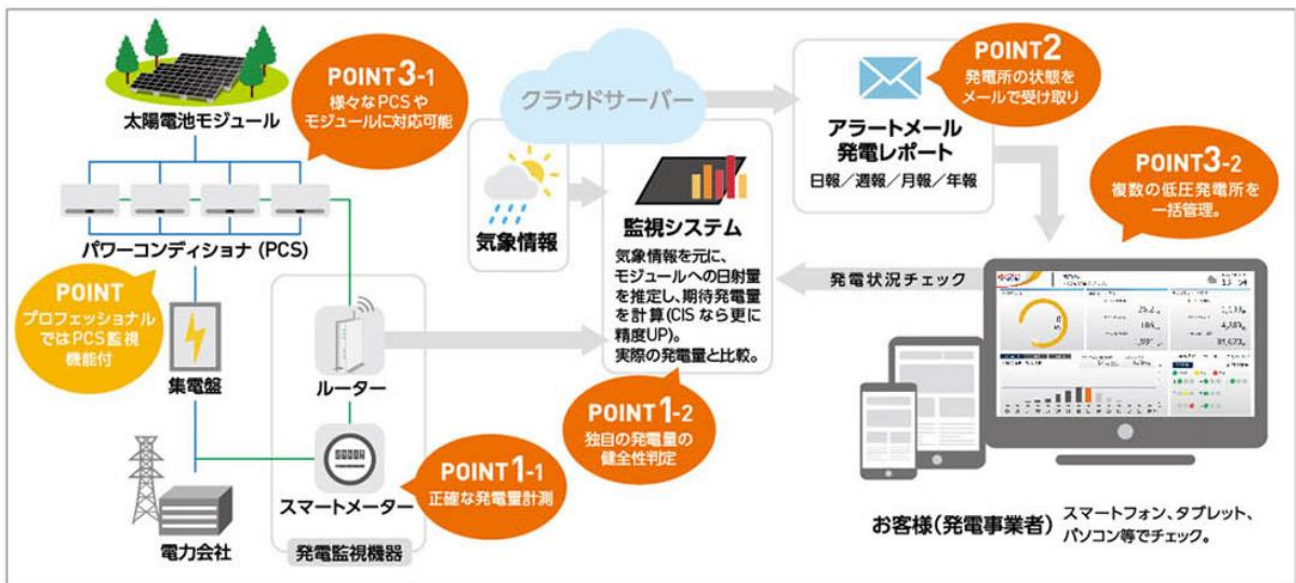 太陽電池モジュール
POINT3-1
様々なPCSや
モジュールに対応可能
パワーコンディショナ (PCS)
POINT
プロフェッショナル
ではPCS監視
機能付
集電盤
電力会社
ルーター
スマートメーター
発電監視機器
POINT1-1
正確な発電量計測
クラウドサーバー
気象情報
監視システム
気象情報を元に、
モジュールへの日射量
を推定し、期待発電量
を計算(CISなら更に
精度UP)。
実際の発電量と比較。
POINT1-2
独自の発電量の
健全性判定
POINT2
発電所の状態を
メールで受け取り
アラートメール
発電レポート
日報/週報/月報/年報
POINT3-2
複数の低圧発電所を
一括管理。
発電状況チェック
お客様(発電事業者)
スマートフォン、タブレット、
パソコン等でチェック。